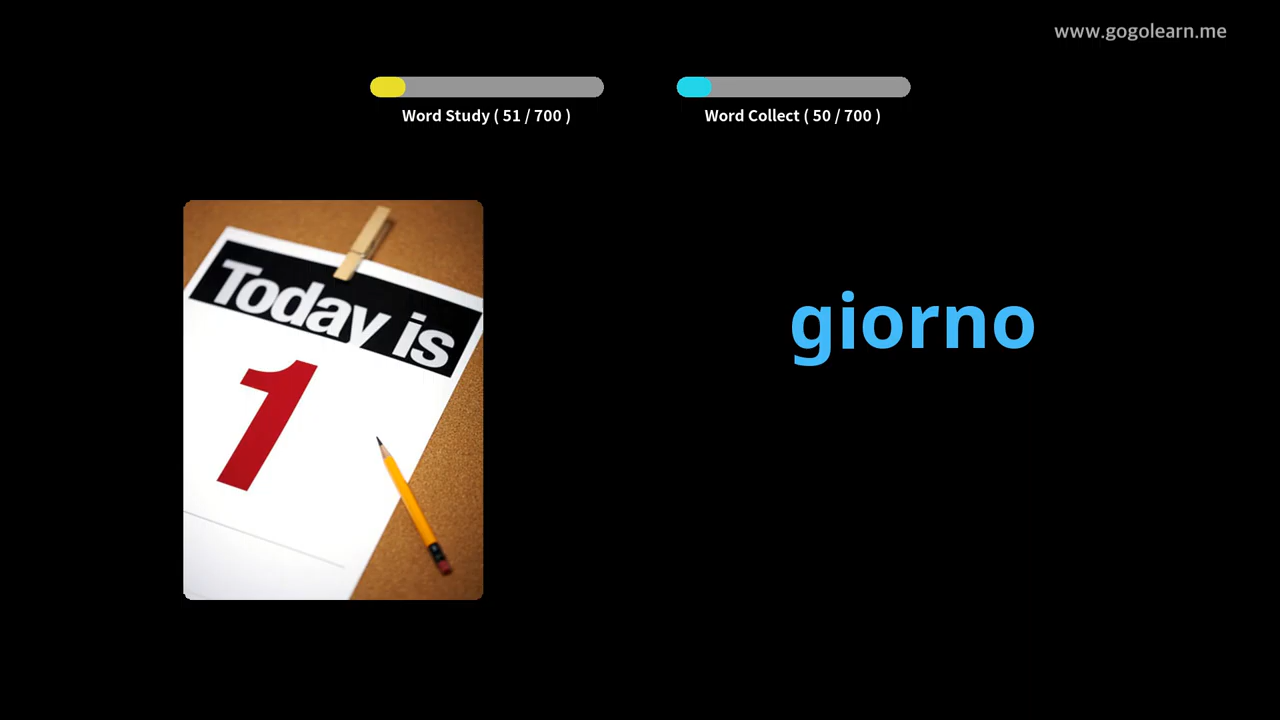 www.gogolearn.me
Word Study ( 51 / 700 )
Word Collect ( 50 / 700 )
Today is
1
giorno